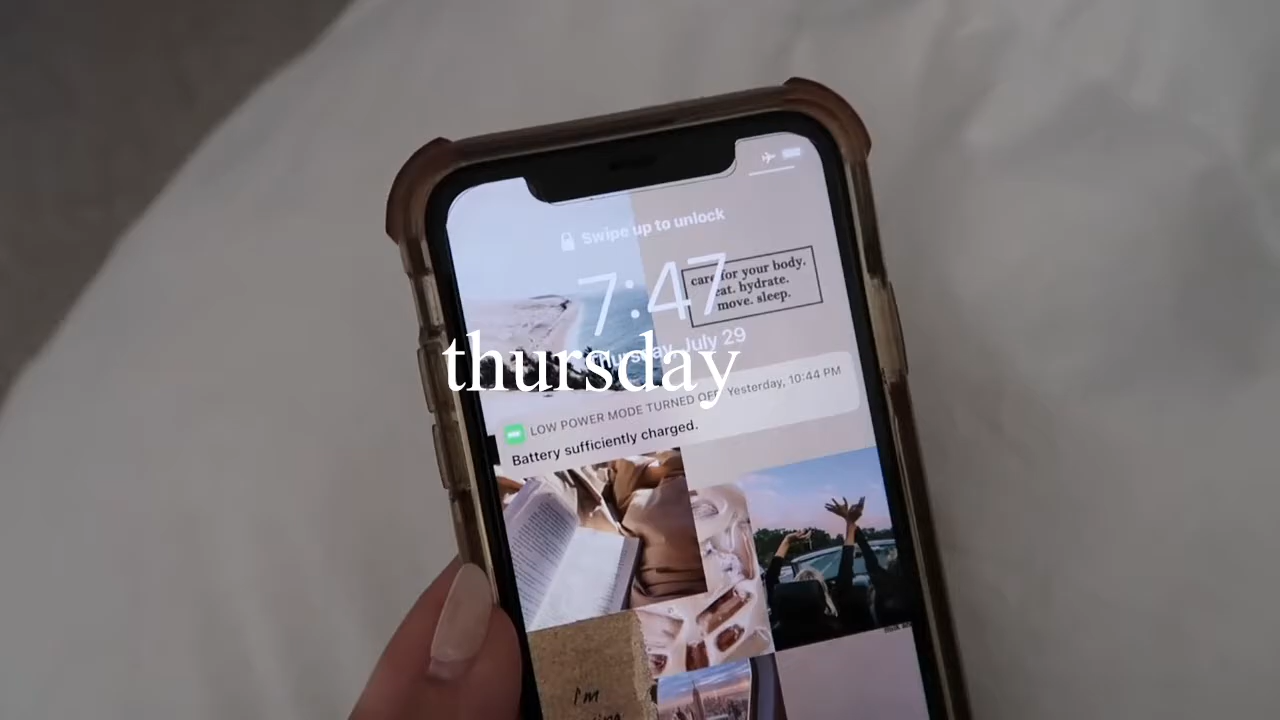 Swipe up to unlock
7:47
care for your body.
eat. hydrate.
move. sleep.
Thursday, July 29
thursday
LOW POWER MODE TURNED OFF Yesterday, 10:44 PM
Battery sufficiently charged.
I'm